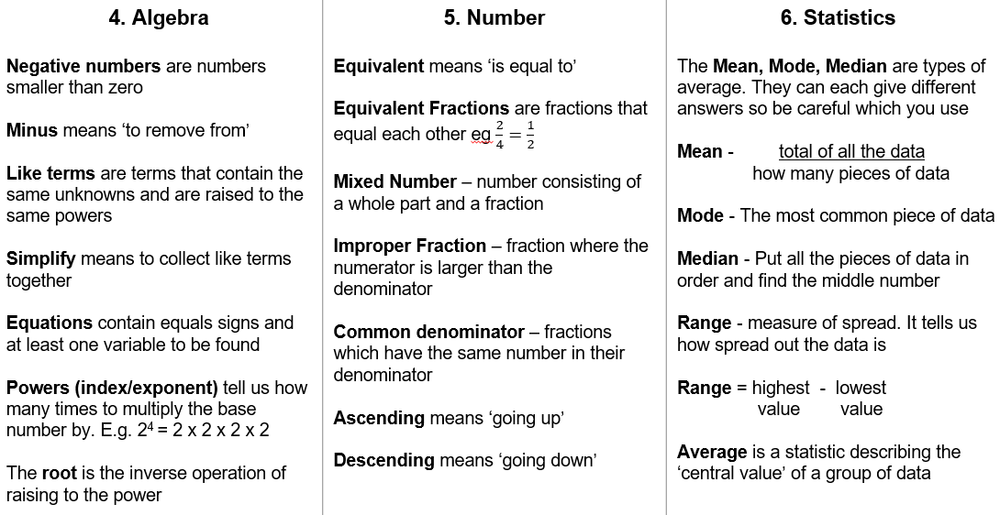 4. Algebra
Negative numbers are numbers
smaller than zero
Minus means ‘to remove from’
Like terms are terms that contain the
same unknowns and are raised to the
same powers
Simplify means to collect like terms
together
Equations contain equals signs and
at least one variable to be found
Powers (index/exponent) tell us how
many times to multiply the base
number by. E.g. 2⁴ = 2 x 2 x 2 x 2
The root is the inverse operation of
raising to the power
5. Number
Equivalent means ‘is equal to’
Equivalent Fractions are fractions that
equal each other eg 2/4 = 1/2
Mixed Number – number consisting of
a whole part and a fraction
Improper Fraction – fraction where the
numerator is larger than the
denominator
Common denominator – fractions
which have the same number in their
denominator
Ascending means ‘going up’
Descending means ‘going down’
6. Statistics
The Mean, Mode, Median are types of
average. They can each give different
answers so be careful which you use
Mean - total of all the data
how many pieces of data
Mode - The most common piece of data
Median - Put all the pieces of data in
order and find the middle number
Range - measure of spread. It tells us
how spread out the data is
Range = highest - lowest
value value
Average is a statistic describing the
‘central value’ of a group of data